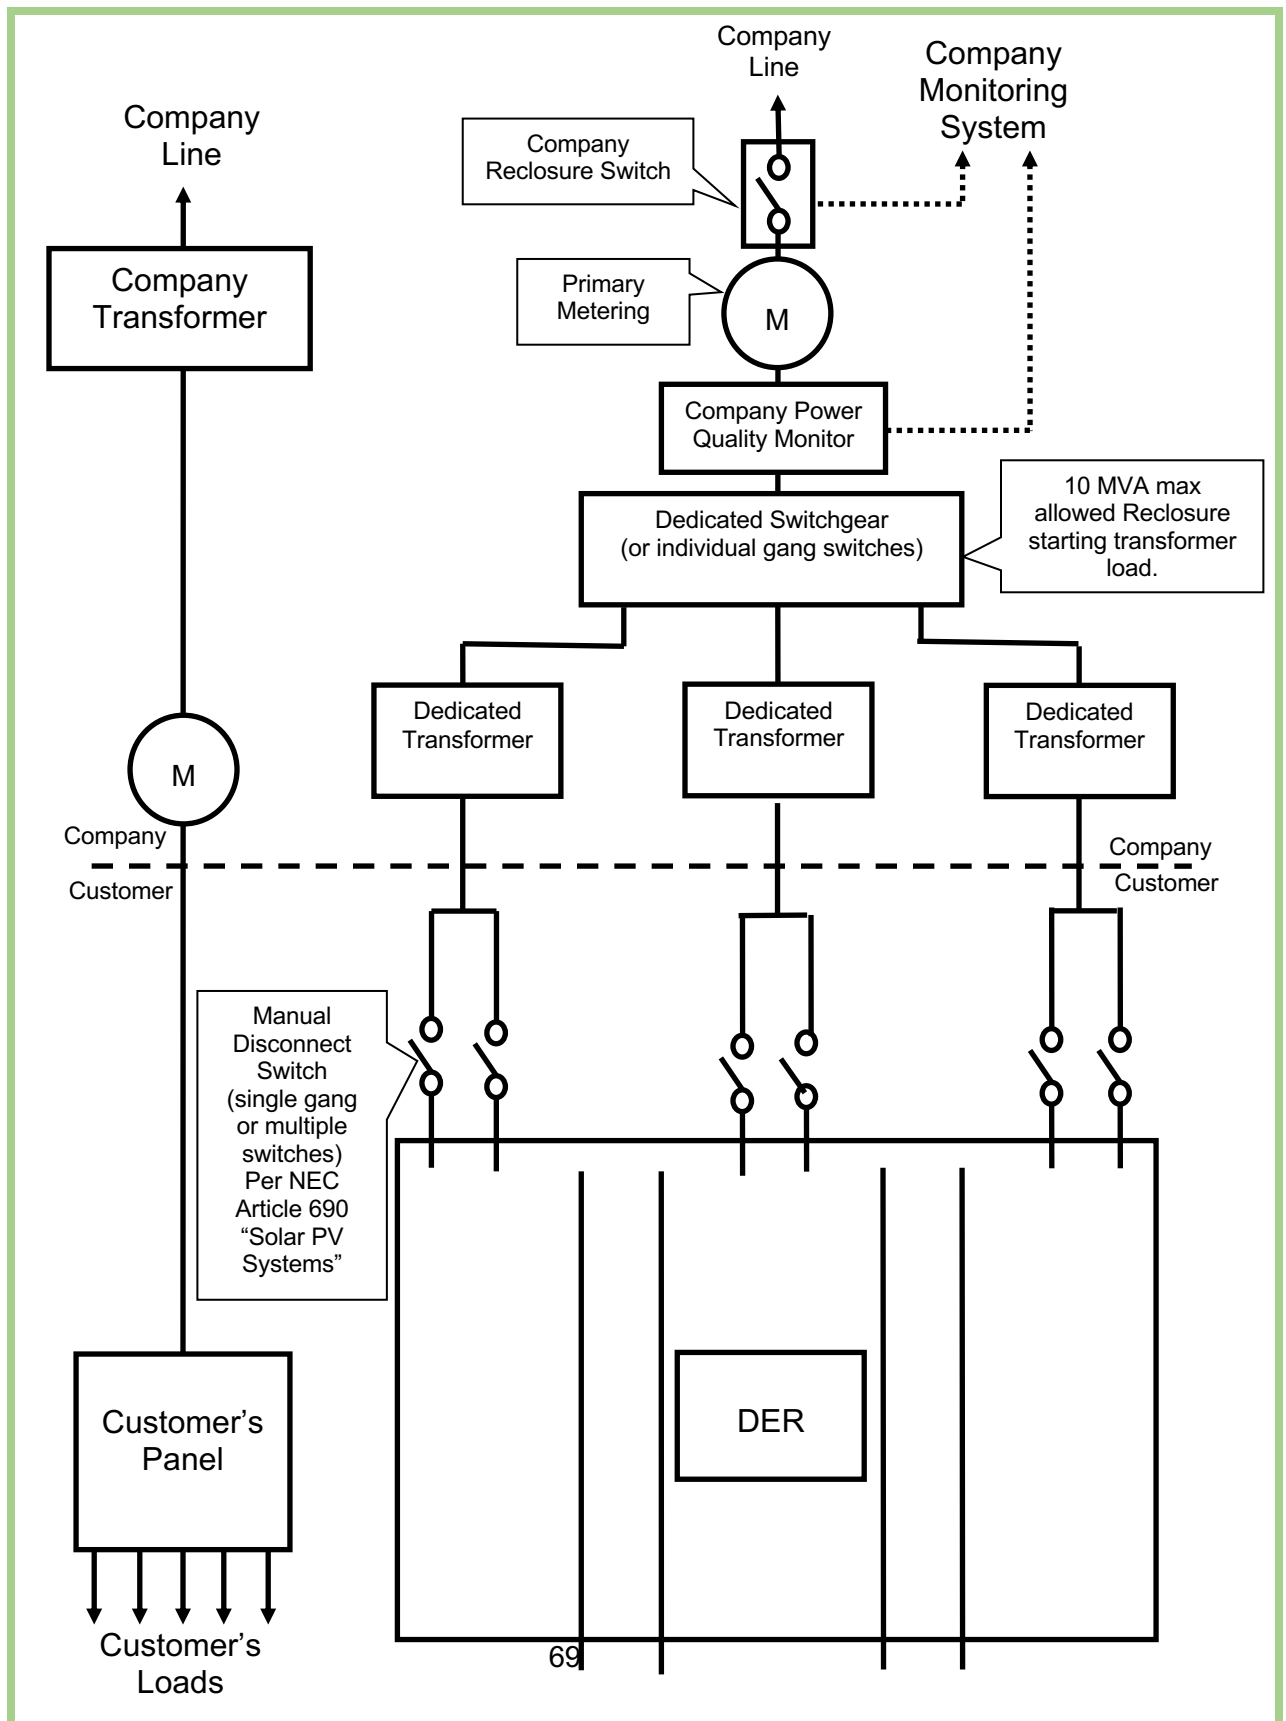 Company
Line
Company
Monitoring
System
Company
Line
Company
Reclosure Switch
Company
Transformer
Primary
Metering
M
Company Power
Quality Monitor
10 MVA max
allowed Reclosure
starting transformer
load.
Dedicated Switchgear
(or individual gang switches)
Dedicated
Transformer
Dedicated
Transformer
Dedicated
Transformer
M
Company
Customer
Company
Customer
Manual
Disconnect
Switch
(single gang
or multiple
switches)
Per NEC
Article 690
“Solar PV
Systems”
Customer’s
Panel
DER
Customer’s
Loads
69